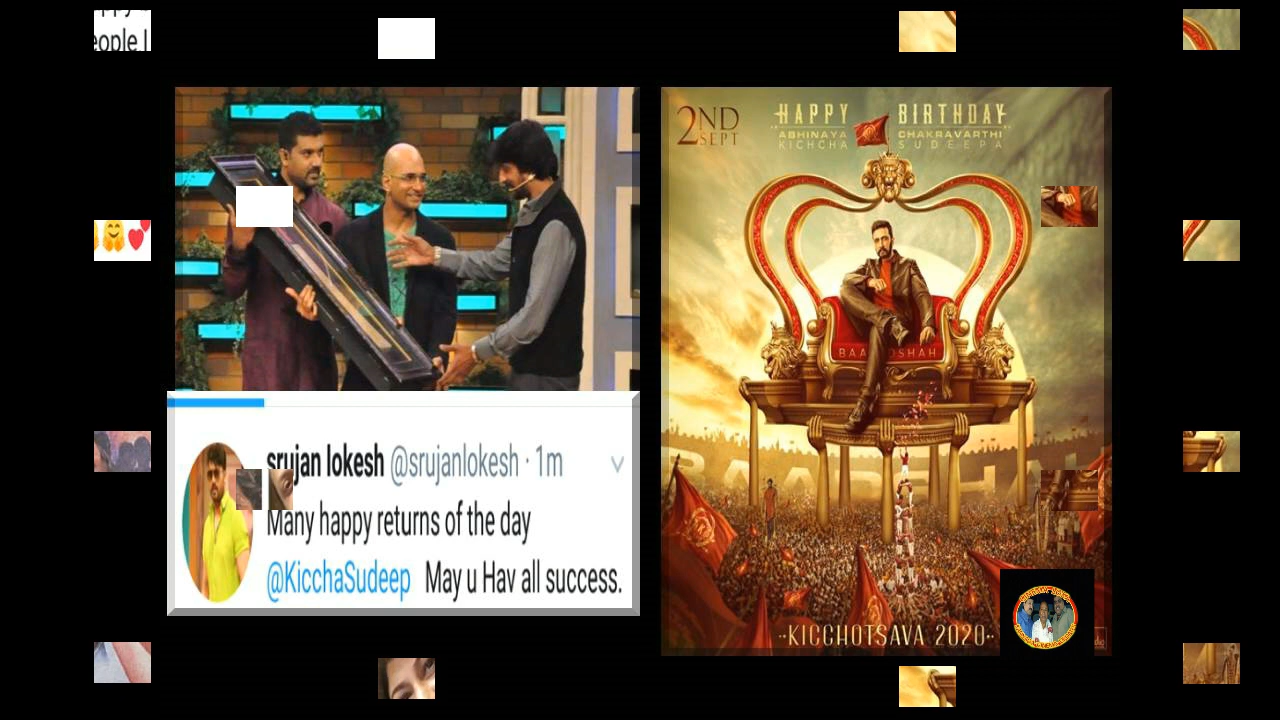 eople I
srujan lokesh @srujanlokesh · 1m
Many happy returns of the day
@KicchaSudeep May u Hav all success.
2ND
SEPT
HAPPY BIRTHDAY
ABHINAYA CHAKRAVARTHI
KICHCHA SUDEEPA
BAADSHAH
BAADSHAH
·KICCHOTSAVA 2020·